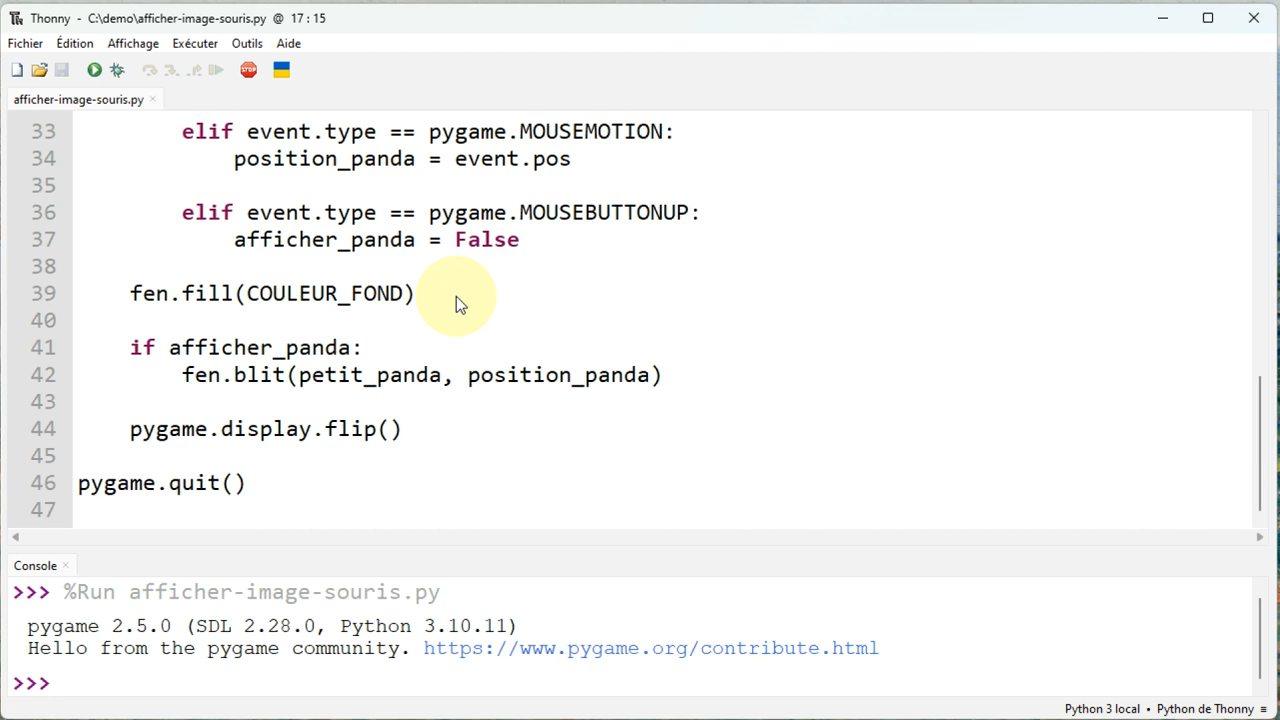 Thonny - C:\demo\afficher-image-souris.py @ 17 : 15
Fichier Édition Affichage Exécuter Outils Aide
STOP
afficher-image-souris.py ×
33 elif event.type == pygame.MOUSEMOTION:
34 position_panda = event.pos
35
36 elif event.type == pygame.MOUSEBUTTONUP:
37 afficher_panda = False
38
39 fen.fill(COULEUR_FOND)
40
41 if afficher_panda:
42 fen.blit(petit_panda, position_panda)
43
44 pygame.display.flip()
45
46 pygame.quit()
47
Console ×
>>> %Run afficher-image-souris.py
pygame 2.5.0 (SDL 2.28.0, Python 3.10.11)
Hello from the pygame community. https://www.pygame.org/contribute.html
>>>
Python 3 local • Python de Thonny ≡